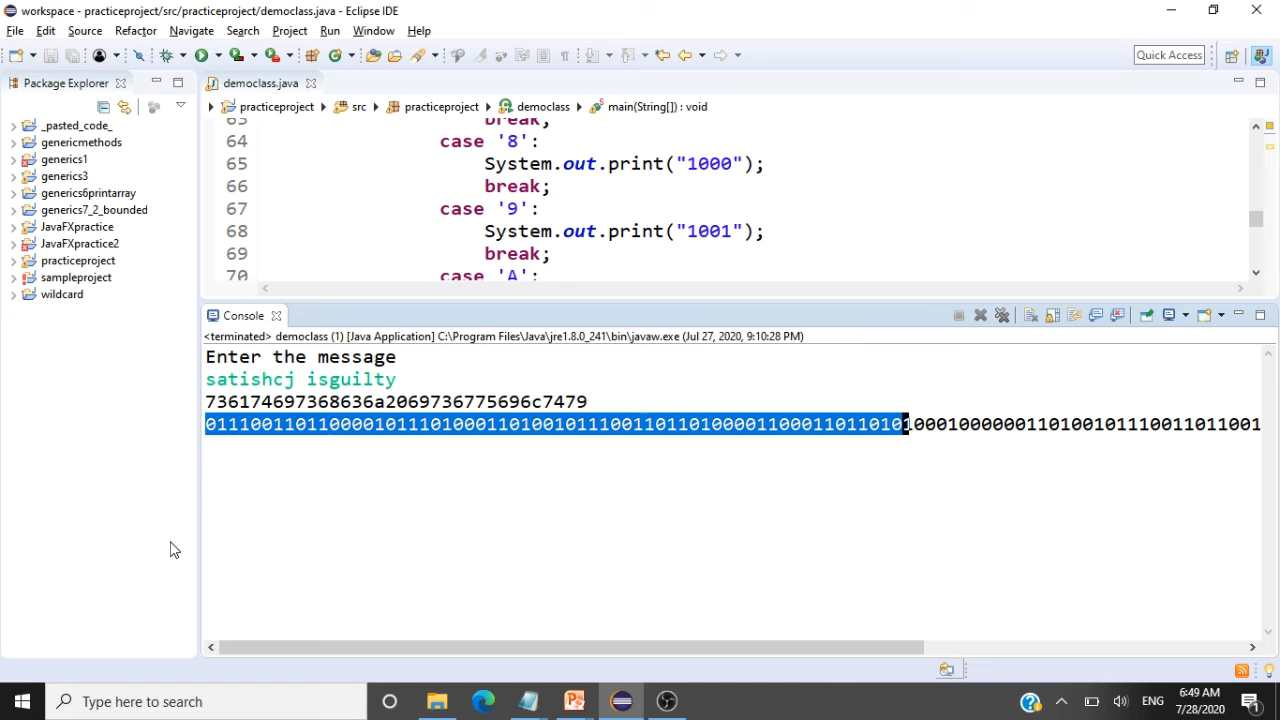 workspace - practiceproject/src/practiceproject/democlass.java - Eclipse IDE
File Edit Source Refactor Navigate Search Project Run Window Help
Quick Access
Package Explorer
democlass.java
practiceproject src practiceproject democlass main(String[]) : void
_pasted_code_
genericmethods
generics1
generics3
generics6printarray
generics7_2_bounded
JavaFXpractice
JavaFXpractice2
practiceproject
sampleproject
wildcard
63 break;
64 case '8':
65 System.out.print("1000");
66 break;
67 case '9':
68 System.out.print("1001");
69 break;
70 case 'A':
Console
<terminated> democlass (1) [Java Application] C:\Program Files\Java\jre1.8.0_241\bin\javaw.exe (Jul 27, 2020, 9:10:28 PM)
Enter the message
satishcj isguilty
736174697368636a2069736775696c7479
0111001101100001011101000110100101110011011010000110001101101010001000000110100101110011011001
Type here to search
ENG
6:49 AM
7/28/2020
1